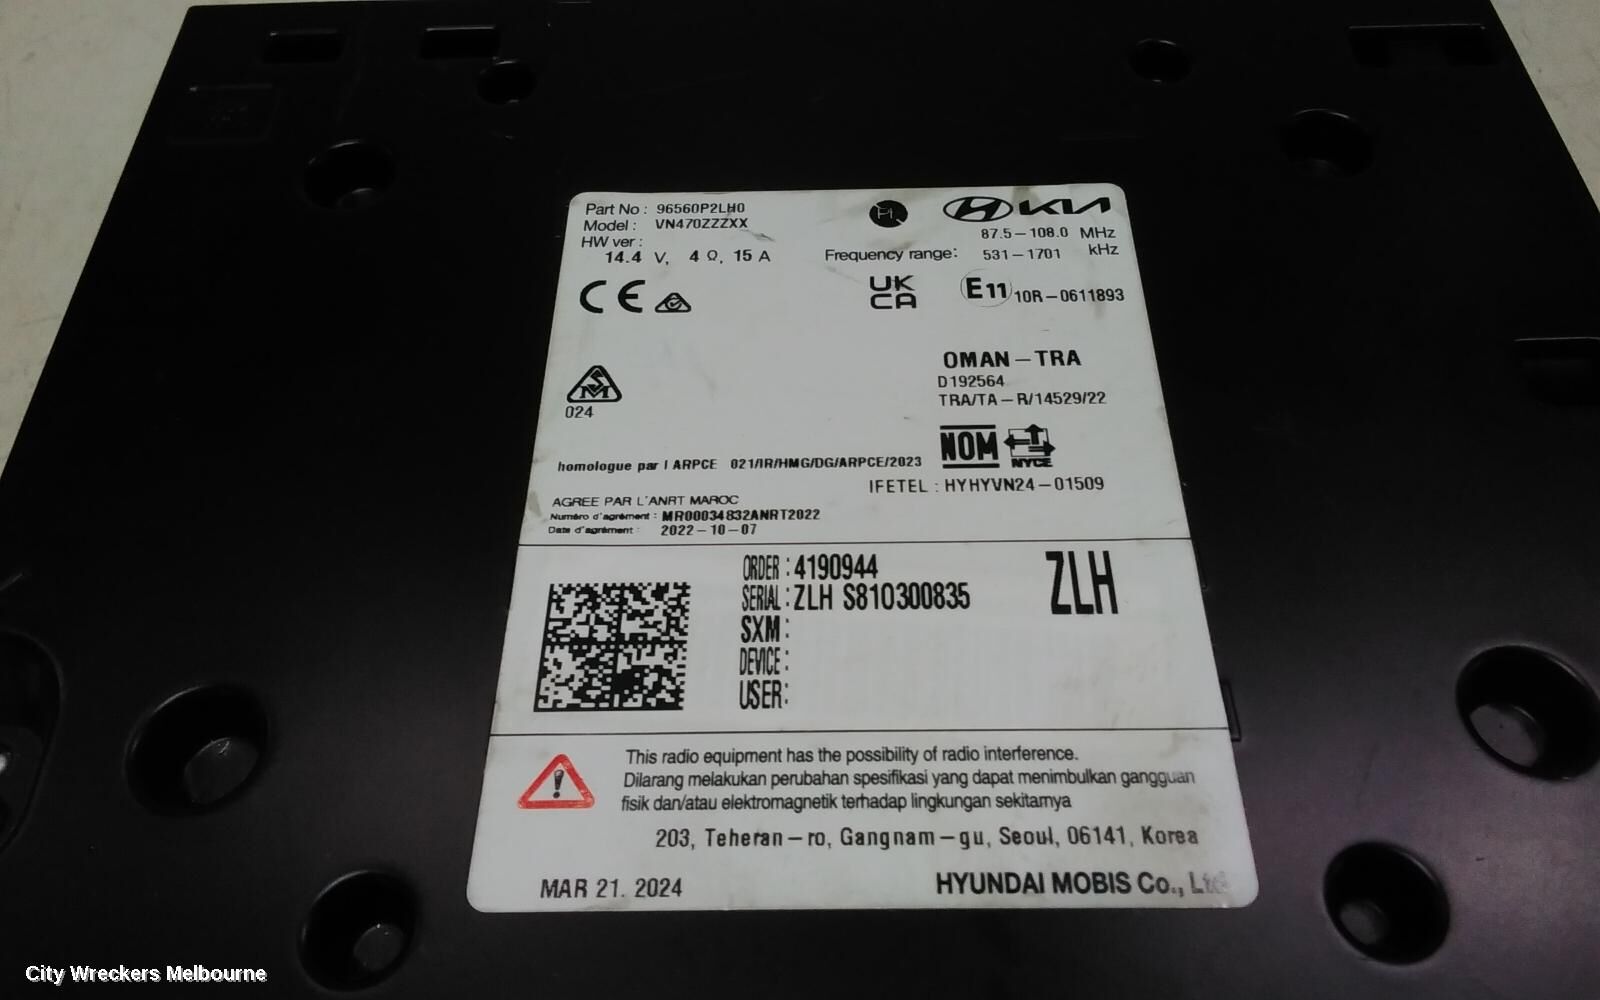 Part No : 96560P2LH0
Model : VN470ZZZXX
HW ver :
14.4 V, 4 Ω, 15 A
KIA
87.5-108.0 MHz
Frequency range: 531-1701 kHz
CE
UK
CA
E11 10R-0611893
OMAN-TRA
D192564
TRA/TA-R/14529/22
SM
024
NOM NYCE
homologue par l ARPCE 021/IR/HMG/DG/ARPCE/2023
IFETEL : HYHYVN24-01509
AGREE PAR L'ANRT MAROC
Numéro d'agrément : MR00034832ANRT2022
Date d'agrément : 2022-10-07
ORDER : 4190944
SERIAL : ZLH S810300835
ZLH
SXM :
DEVICE :
USER:
This radio equipment has the possibility of radio interference.
Dilarang melakukan perubahan spesifikasi yang dapat menimbulkan gangguan
fisik dan/atau elektromagnetik terhadap lingkungan sekitarnya
203, Teheran-ro, Gangnam-gu, Seoul, 06141, Korea
MAR 21. 2024
HYUNDAI MOBIS Co., Ltd
City Wreckers Melbourne